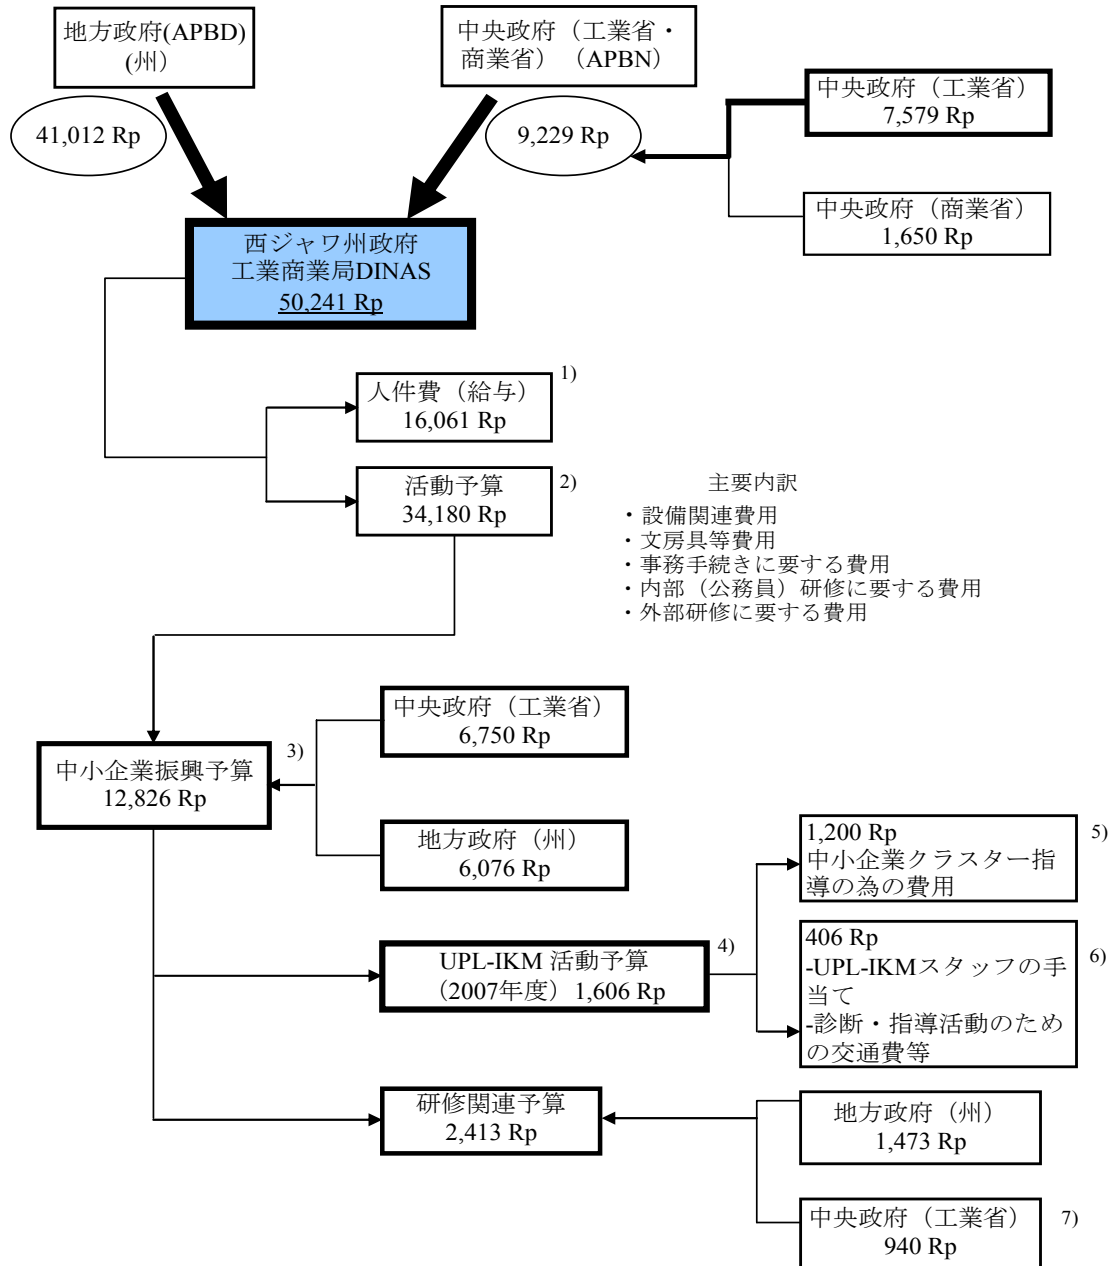 地方政府(APBD)
(州）
中央政府（工業省・
商業省）（APBN）
41,012 Rp
9,229 Rp
中央政府（工業省）
7,579 Rp
中央政府（商業省）
1,650 Rp
西ジャワ州政府
工業商業局DINAS
50,241 Rp
人件費（給与）
16,061 Rp
1)
活動予算
34,180 Rp
2)
主要内訳
・設備関連費用
・文房具等費用
・事務手続きに要する費用
・内部（公務員）研修に要する費用
・外部研修に要する費用
中央政府（工業省）
6,750 Rp
中小企業振興予算
12,826 Rp
3)
地方政府（州）
6,076 Rp
UPL-IKM 活動予算
（2007年度）1,606 Rp
4)
1,200 Rp
中小企業クラスター指
導の為の費用
5)
406 Rp
-UPL-IKMスタッフの手
当て
-診断・指導活動のため
の交通費等
6)
研修関連予算
2,413 Rp
地方政府（州）
1,473 Rp
中央政府（工業省）
940 Rp
7)